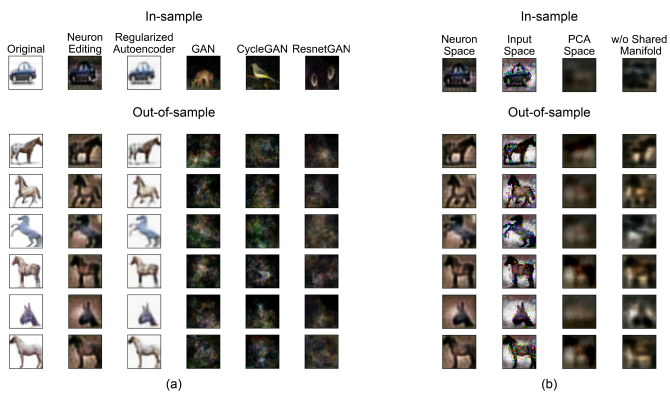 In-sample
Original
Neuron Editing
Regularized Autoencoder
GAN
CycleGAN
ResnetGAN
Out-of-sample
(a)
In-sample
Neuron Space
Input Space
PCA Space
w/o Shared Manifold
Out-of-sample
(b)